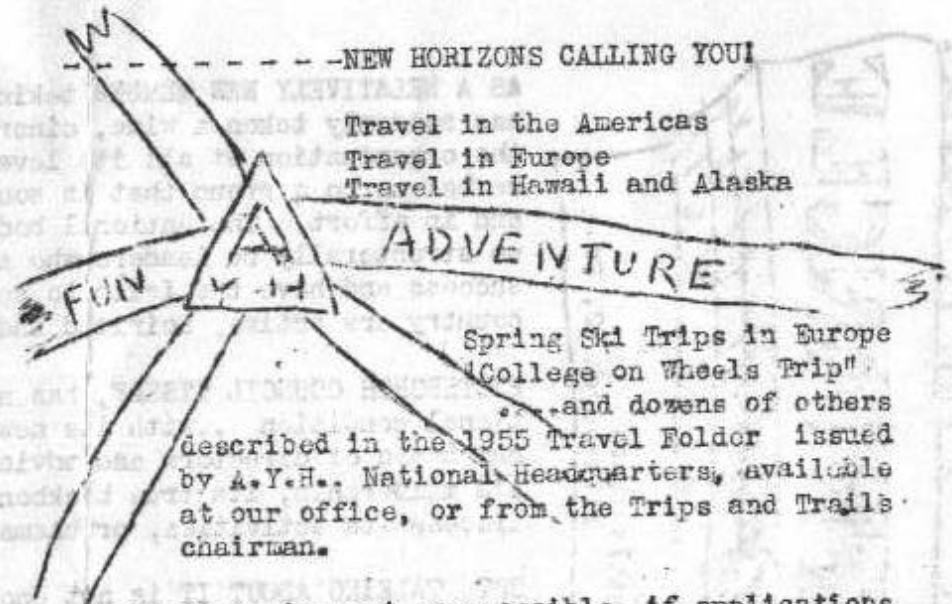 ----------NEW HORIZONS CALLING YOU!
Travel in the Americas
Travel in Europe
Travel in Hawaii and Alaska
ADVENTURE
FUN
A
Y H
Spring Ski Trips in Europe
"College on Wheels Trip"
....and dozens of others
described in the 1955 Travel Folder issued
by A.Y.H.. National Headquarters, available
at our office, or from the Trips and Trails
chairman.
possible, if applications